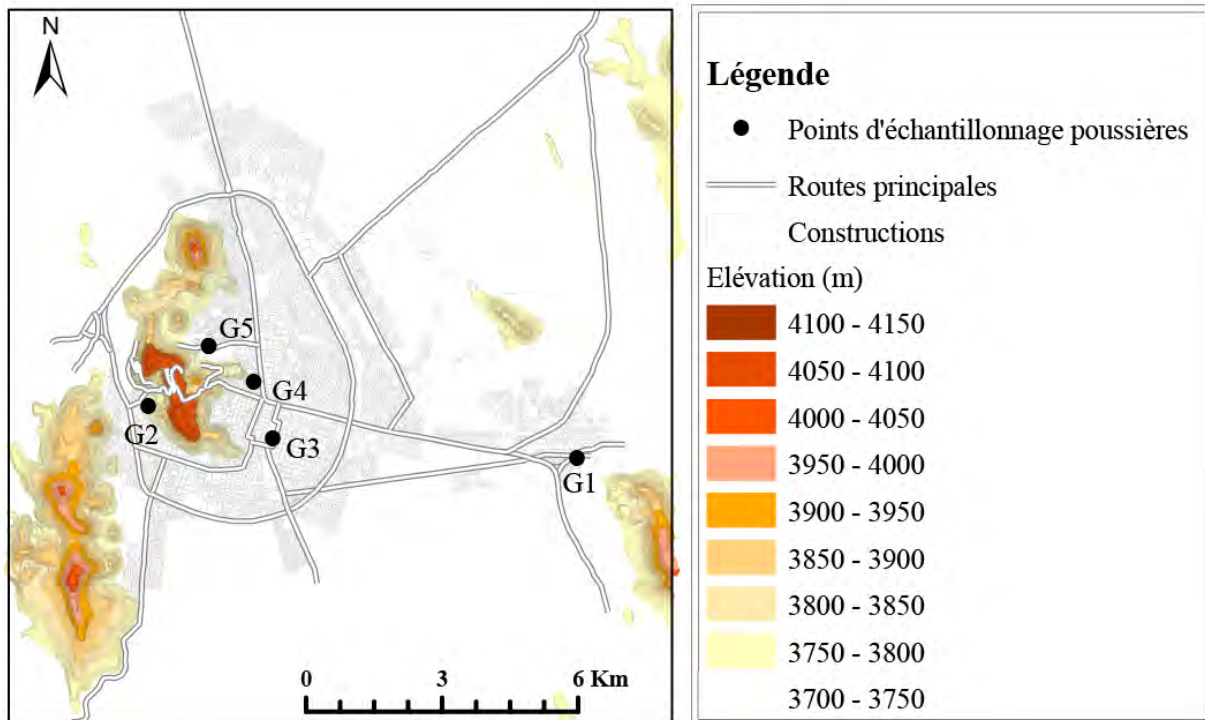 N
G5
G4
G2
G3
G1
0 3 6 Km
Légende
Points d'échantillonnage poussières
Routes principales
Constructions
Elévation (m)
4100 - 4150
4050 - 4100
4000 - 4050
3950 - 4000
3900 - 3950
3850 - 3900
3800 - 3850
3750 - 3800
3700 - 3750